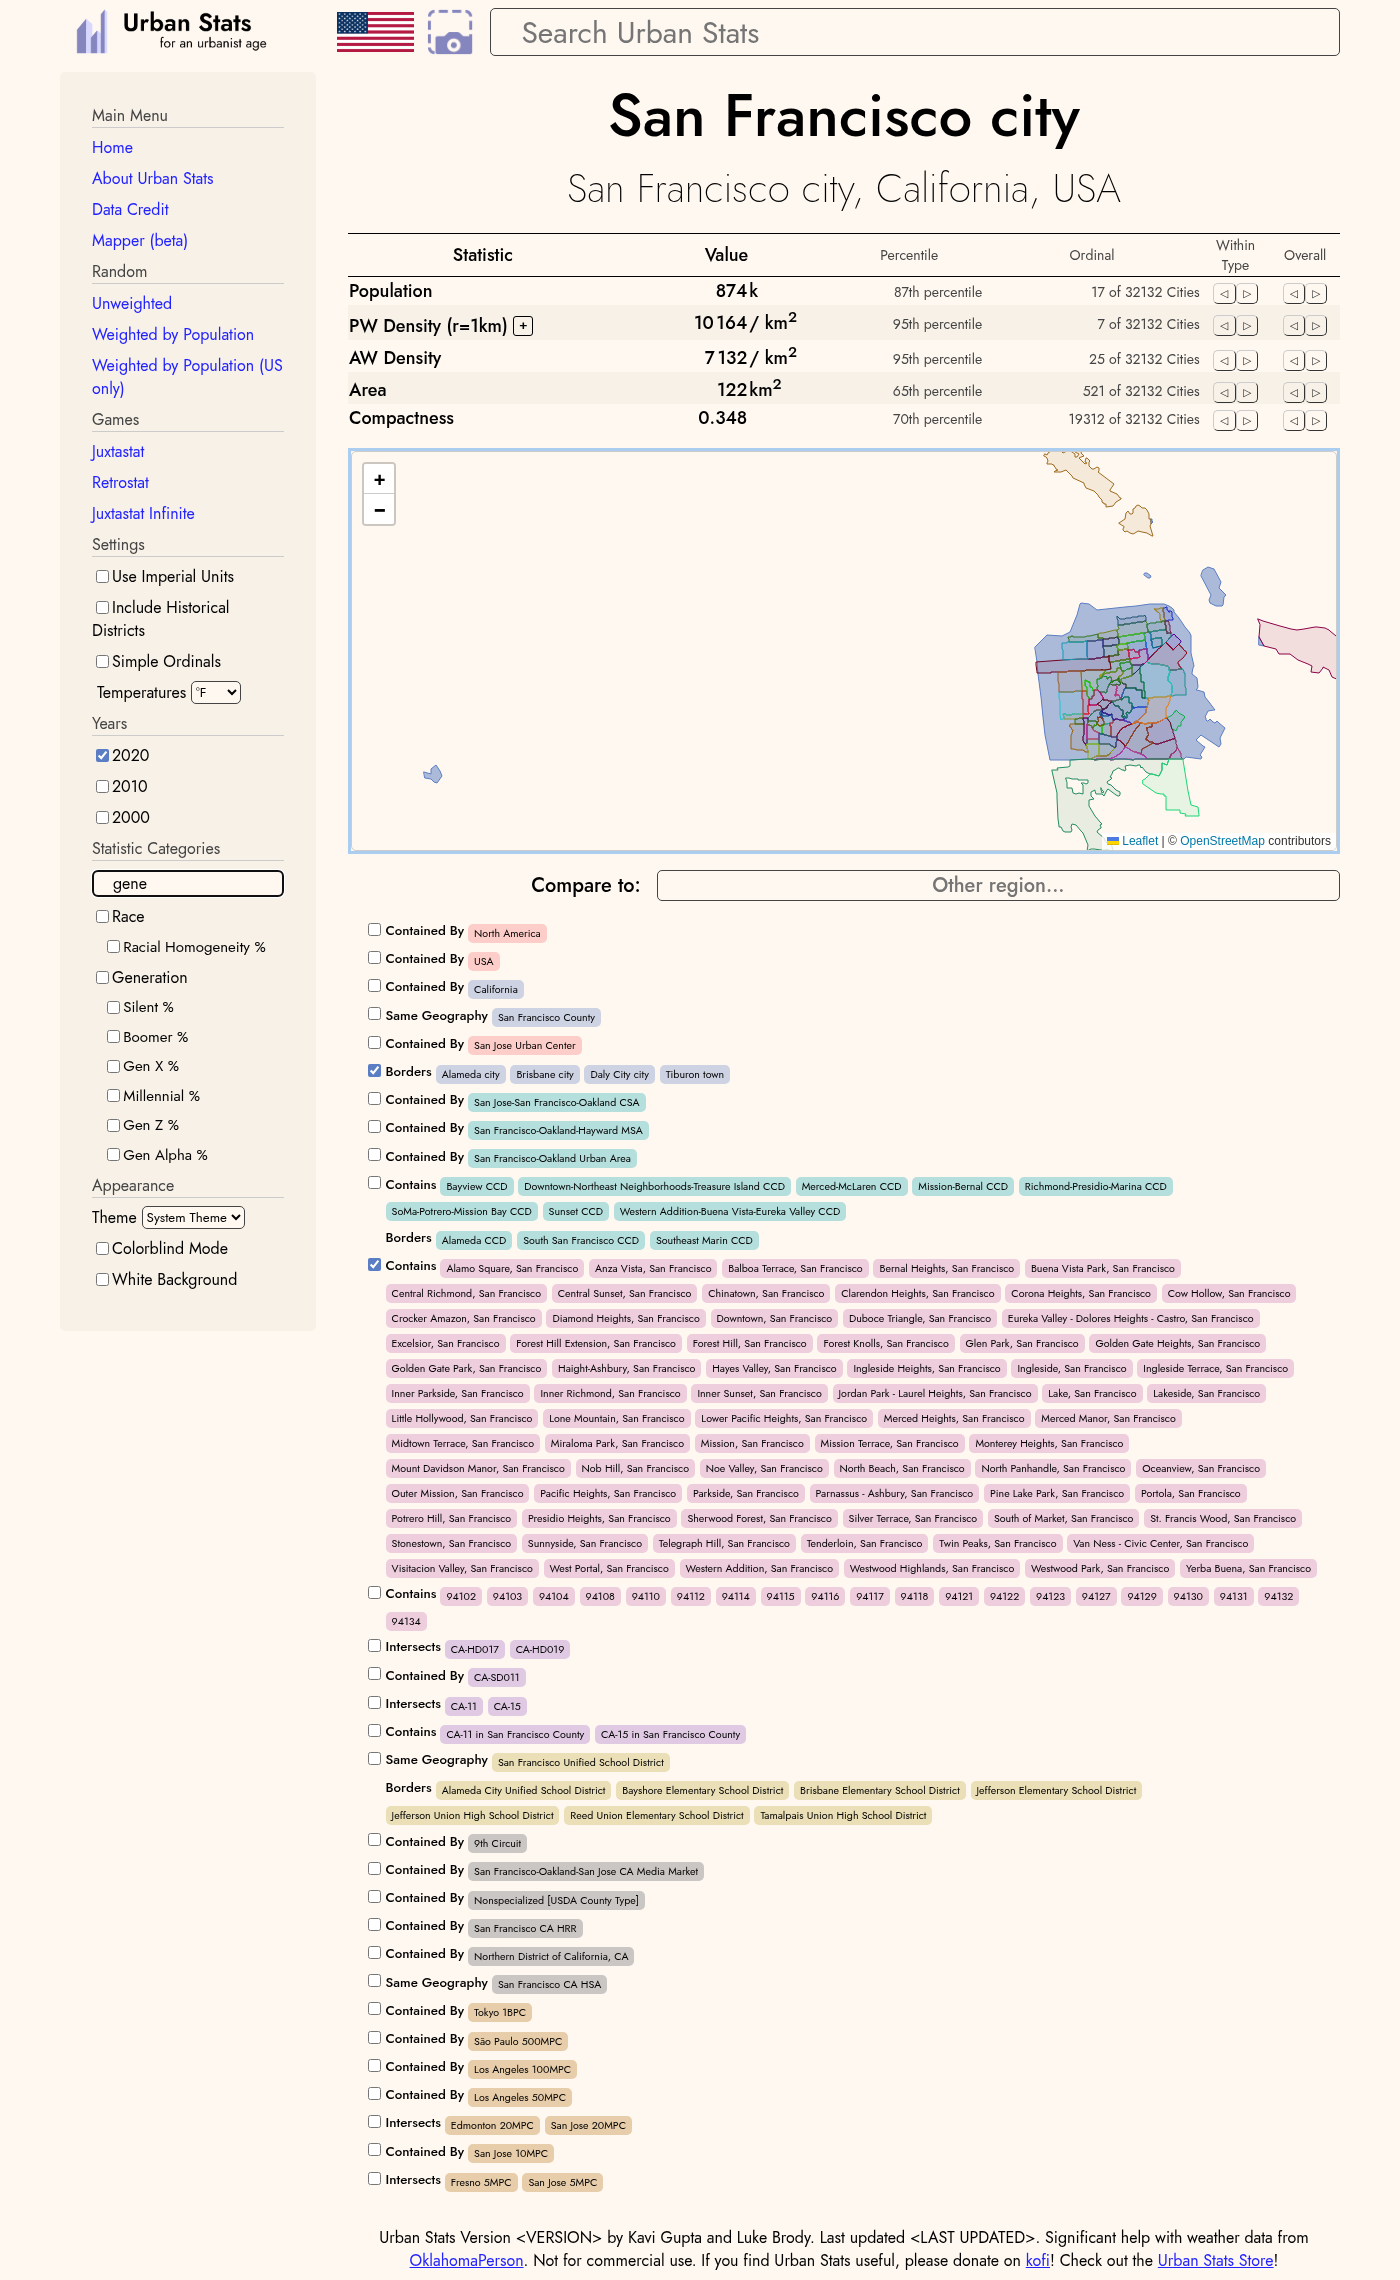 Urban Stats
for an urbanist age
Search Urban Stats
Main Menu
Home
About Urban Stats
Data Credit
Mapper (beta)
Random
Unweighted
Weighted by Population
Weighted by Population (US
only)
Games
Juxtastat
Retrostat
Juxtastat Infinite
Settings
Use Imperial Units
Include Historical
Districts
Simple Ordinals
Temperatures °F
Years
2020
2010
2000
Statistic Categories
gene
Race
Racial Homogeneity %
Generation
Silent %
Boomer %
Gen X %
Millennial %
Gen Z %
Gen Alpha %
Appearance
Theme System Theme
Colorblind Mode
White Background
San Francisco city
San Francisco city, California, USA
Statistic Value Percentile Ordinal Within Type Overall
Population 874k 87th percentile 17 of 32132 Cities ◁ ▷ ◁ ▷
PW Density (r=1km) + 10 164 / km2 95th percentile 7 of 32132 Cities ◁ ▷ ◁ ▷
AW Density 7 132 / km2 95th percentile 25 of 32132 Cities ◁ ▷ ◁ ▷
Area 122 km2 65th percentile 521 of 32132 Cities ◁ ▷ ◁ ▷
Compactness 0.348 70th percentile 19312 of 32132 Cities ◁ ▷ ◁ ▷
+
−
Leaflet | © OpenStreetMap contributors
Compare to: Other region...
Contained By North America
Contained By USA
Contained By California
Same Geography San Francisco County
Contained By San Jose Urban Center
Borders Alameda city Brisbane city Daly City city Tiburon town
Contained By San Jose-San Francisco-Oakland CSA
Contained By San Francisco-Oakland-Hayward MSA
Contained By San Francisco-Oakland Urban Area
Contains Bayview CCD Downtown-Northeast Neighborhoods-Treasure Island CCD Merced-McLaren CCD Mission-Bernal CCD Richmond-Presidio-Marina CCD
SoMa-Potrero-Mission Bay CCD Sunset CCD Western Addition-Buena Vista-Eureka Valley CCD
Borders Alameda CCD South San Francisco CCD Southeast Marin CCD
Contains Alamo Square, San Francisco Anza Vista, San Francisco Balboa Terrace, San Francisco Bernal Heights, San Francisco Buena Vista Park, San Francisco
Central Richmond, San Francisco Central Sunset, San Francisco Chinatown, San Francisco Clarendon Heights, San Francisco Corona Heights, San Francisco Cow Hollow, San Francisco
Crocker Amazon, San Francisco Diamond Heights, San Francisco Downtown, San Francisco Duboce Triangle, San Francisco Eureka Valley - Dolores Heights - Castro, San Francisco
Excelsior, San Francisco Forest Hill Extension, San Francisco Forest Hill, San Francisco Forest Knolls, San Francisco Glen Park, San Francisco Golden Gate Heights, San Francisco
Golden Gate Park, San Francisco Haight-Ashbury, San Francisco Hayes Valley, San Francisco Ingleside Heights, San Francisco Ingleside, San Francisco Ingleside Terrace, San Francisco
Inner Parkside, San Francisco Inner Richmond, San Francisco Inner Sunset, San Francisco Jordan Park - Laurel Heights, San Francisco Lake, San Francisco Lakeside, San Francisco
Little Hollywood, San Francisco Lone Mountain, San Francisco Lower Pacific Heights, San Francisco Merced Heights, San Francisco Merced Manor, San Francisco
Midtown Terrace, San Francisco Miraloma Park, San Francisco Mission, San Francisco Mission Terrace, San Francisco Monterey Heights, San Francisco
Mount Davidson Manor, San Francisco Nob Hill, San Francisco Noe Valley, San Francisco North Beach, San Francisco North Panhandle, San Francisco Oceanview, San Francisco
Outer Mission, San Francisco Pacific Heights, San Francisco Parkside, San Francisco Parnassus - Ashbury, San Francisco Pine Lake Park, San Francisco Portola, San Francisco
Potrero Hill, San Francisco Presidio Heights, San Francisco Sherwood Forest, San Francisco Silver Terrace, San Francisco South of Market, San Francisco St. Francis Wood, San Francisco
Stonestown, San Francisco Sunnyside, San Francisco Telegraph Hill, San Francisco Tenderloin, San Francisco Twin Peaks, San Francisco Van Ness - Civic Center, San Francisco
Visitacion Valley, San Francisco West Portal, San Francisco Western Addition, San Francisco Westwood Highlands, San Francisco Westwood Park, San Francisco Yerba Buena, San Francisco
Contains 94102 94103 94104 94108 94110 94112 94114 94115 94116 94117 94118 94121 94122 94123 94127 94129 94130 94131 94132
94134
Intersects CA-HD017 CA-HD019
Contained By CA-SD011
Intersects CA-11 CA-15
Contains CA-11 in San Francisco County CA-15 in San Francisco County
Same Geography San Francisco Unified School District
Borders Alameda City Unified School District Bayshore Elementary School District Brisbane Elementary School District Jefferson Elementary School District
Jefferson Union High School District Reed Union Elementary School District Tamalpais Union High School District
Contained By 9th Circuit
Contained By San Francisco-Oakland-San Jose CA Media Market
Contained By Nonspecialized [USDA County Type]
Contained By San Francisco CA HRR
Contained By Northern District of California, CA
Same Geography San Francisco CA HSA
Contained By Tokyo 1BPC
Contained By São Paulo 500MPC
Contained By Los Angeles 100MPC
Contained By Los Angeles 50MPC
Intersects Edmonton 20MPC San Jose 20MPC
Contained By San Jose 10MPC
Intersects Fresno 5MPC San Jose 5MPC
Urban Stats Version <VERSION> by Kavi Gupta and Luke Brody. Last updated <LAST UPDATED>. Significant help with weather data from
OklahomaPerson. Not for commercial use. If you find Urban Stats useful, please donate on kofi! Check out the Urban Stats Store!